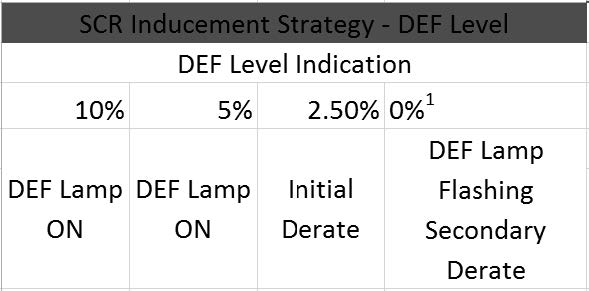 SCR Inducement Strategy - DEF Level
DEF Level Indication
10% 5% 2.50% 0%¹
DEF Lamp DEF Lamp Initial DEF Lamp
ON ON Derate Flashing
Secondary
Derate